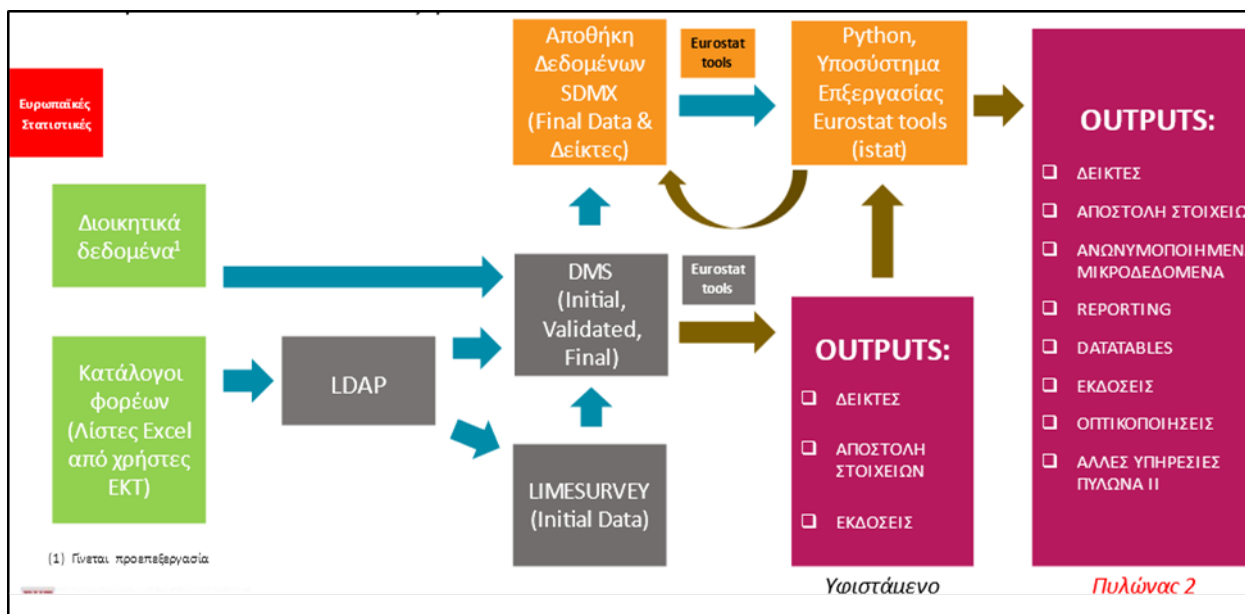 Ευρωπαϊκές
Στατιστικές
Διοικητικά
δεδομένα¹
Κατάλογοι
φορέων
(Λίστες Excel
από χρήστες
ΕΚΤ)
(1) Γίνεται προεπεξεργασία
LDAP
Αποθήκη
Δεδομένων
SDMX
(Final Data &
Δείκτες)
DMS
(Initial,
Validated,
Final)
LIMESURVEY
(Initial Data)
Eurostat
tools
Eurostat
tools
Python,
Υποσύστημα
Επξεργασίας
Eurostat tools
(istat)
OUTPUTS:
ΔΕΙΚΤΕΣ
ΑΠΟΣΤΟΛΗ
ΣΤΟΙΧΕΙΩΝ
ΕΚΔΟΣΕΙΣ
Υφιστάμενο
OUTPUTS:
ΔΕΙΚΤΕΣ
ΑΠΟΣΤΟΛΗ ΣΤΟΙΧΕΙΩ
ΑΝΩΝΥΜΟΠΟΙΗΜΕΝ
ΜΙΚΡΟΔΕΔΟΜΕΝΑ
REPORTING
DATATABLES
ΕΚΔΟΣΕΙΣ
ΟΠΤΙΚΟΠΟΙΗΣΕΙΣ
ΑΛΛΕΣ ΥΠΗΡΕΣΙΕΣ
ΠΥΛΩΝΑ ΙΙ
Πυλώνας 2